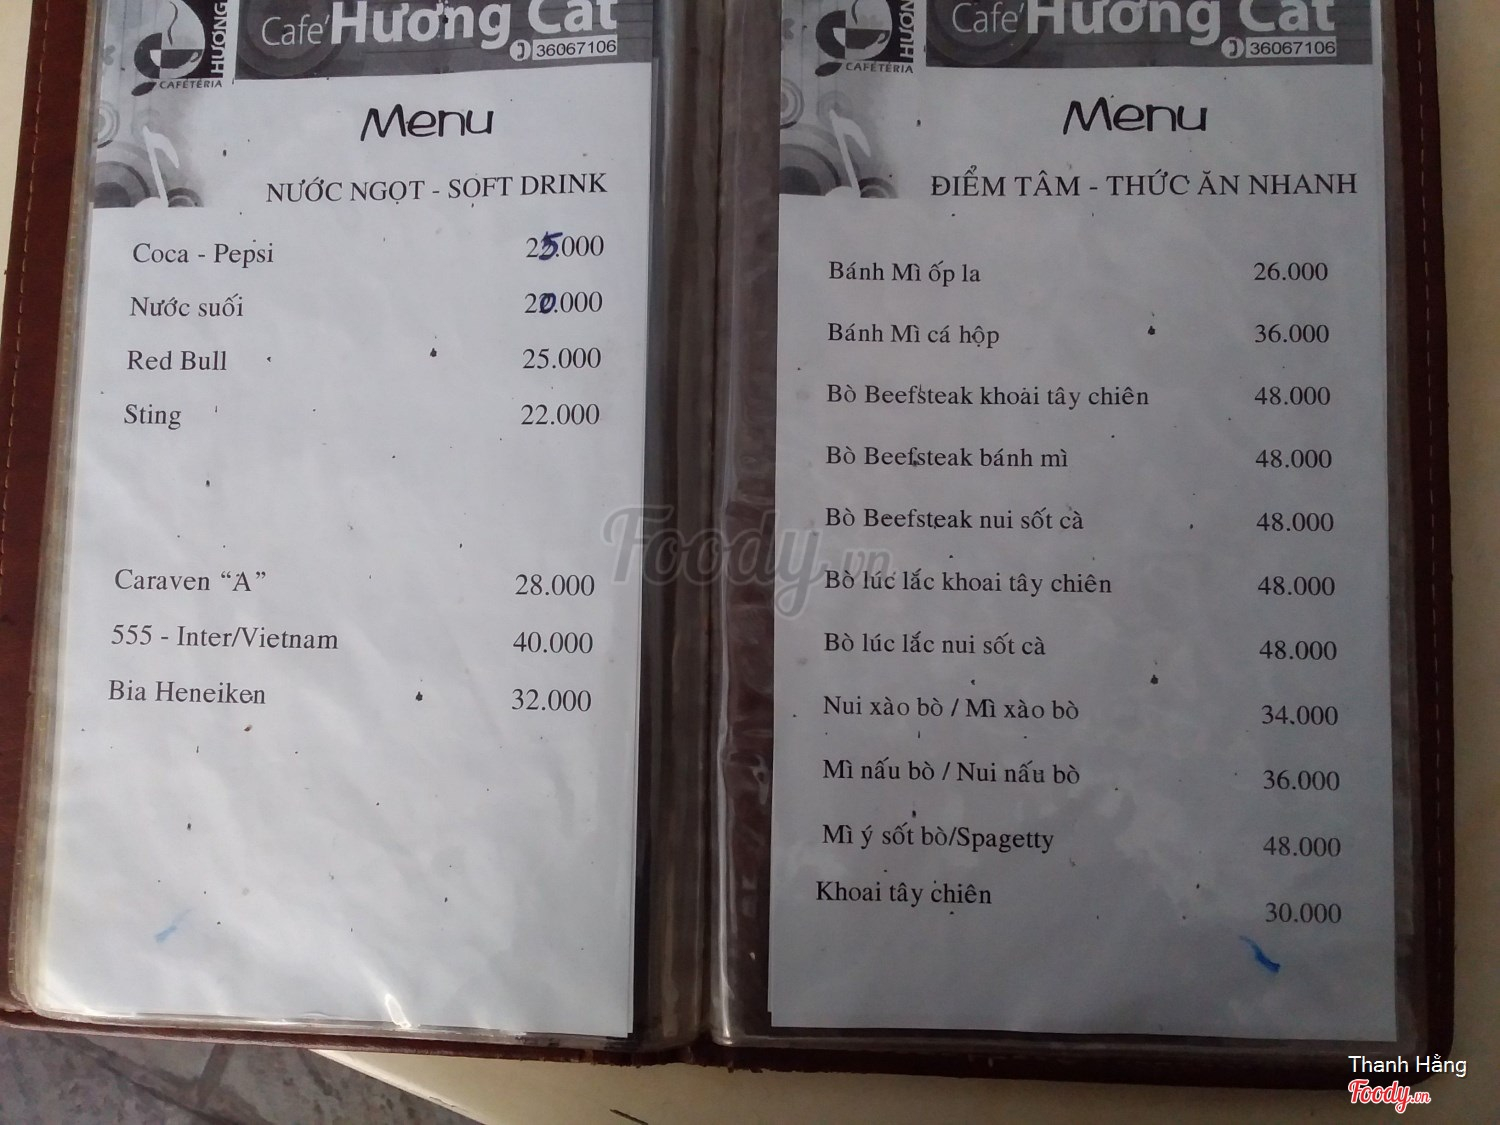 HƯƠNG
CAFETERIA
Cafe' Hương Cát
36067106
Menu
NƯỚC NGỌT - SOFT DRINK
Coca - Pepsi 25.000
Nước suối 20.000
Red Bull 25.000
Sting 22.000
Caraven “A” 28.000
555 - Inter/Vietnam 40.000
Bia Heneiken 32.000
HƯƠNG
CAFETERIA
Cafe' Hương Cát
36067106
Menu
ĐIỂM TÂM - THỨC ĂN NHANH
Bánh Mì ốp la 26.000
Bánh Mì cá hộp 36.000
Bò Beefsteak khoai tây chiên 48.000
Bò Beefsteak bánh mì 48.000
Bò Beefsteak nui sốt cà 48.000
Bò lúc lắc khoai tây chiên 48.000
Bò lúc lắc nui sốt cà 48.000
Nui xào bò / Mì xào bò 34.000
Mì nấu bò / Nui nấu bò 36.000
Mì ý sốt bò/Spagetty 48.000
Khoai tây chiên 30.000
Foody.vn
Thanh Hằng
Foody.vn